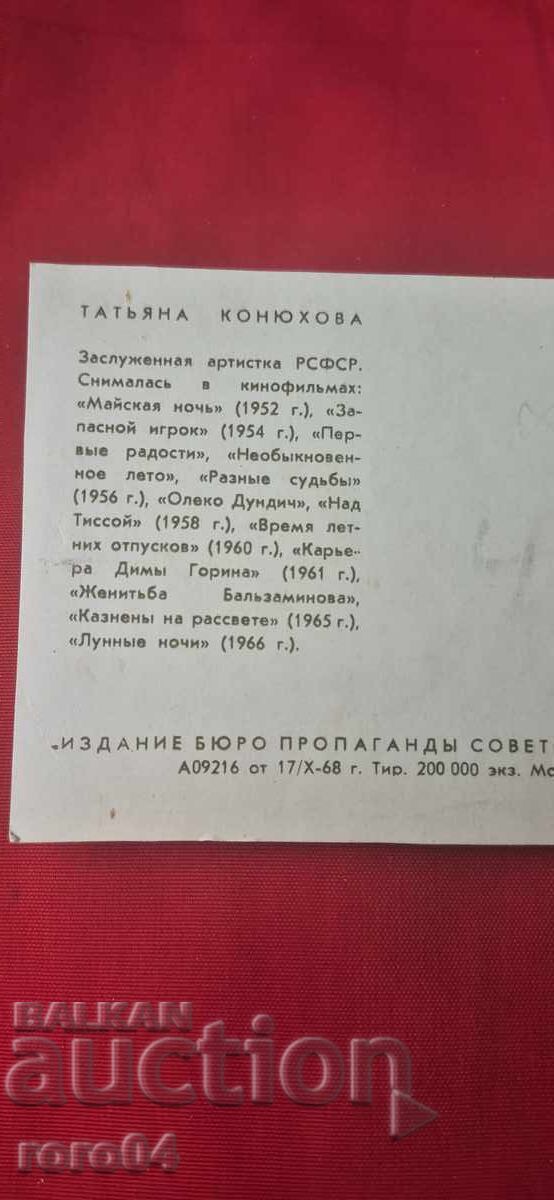 ТАТЬЯНА КОНЮХОВА
Заслуженная артистка РСФСР.
Снималась в кинофильмах:
«Майская ночь» (1952 г.), «За-
пасной игрок» (1954 г.), «Пер-
вые радости», «Необыкновен-
ное лето», «Разные судьбы»
(1956 г.), «Олеко Дундич», «Над
Тиссой» (1958 г.), «Время лет-
них отпусков» (1960 г.), «Карье-
ра Димы Горина» (1961 г.),
«Женитьба Бальзаминова»,
«Казнены на рассвете» (1965 г.),
«Лунные ночи» (1966 г.).
ИЗДАНИЕ БЮРО ПРОПАГАНДЫ СОВЕТ
А09216 от 17/X-68 г. Тир. 200 000 экз. Мо
BALKAN
auction
roro04